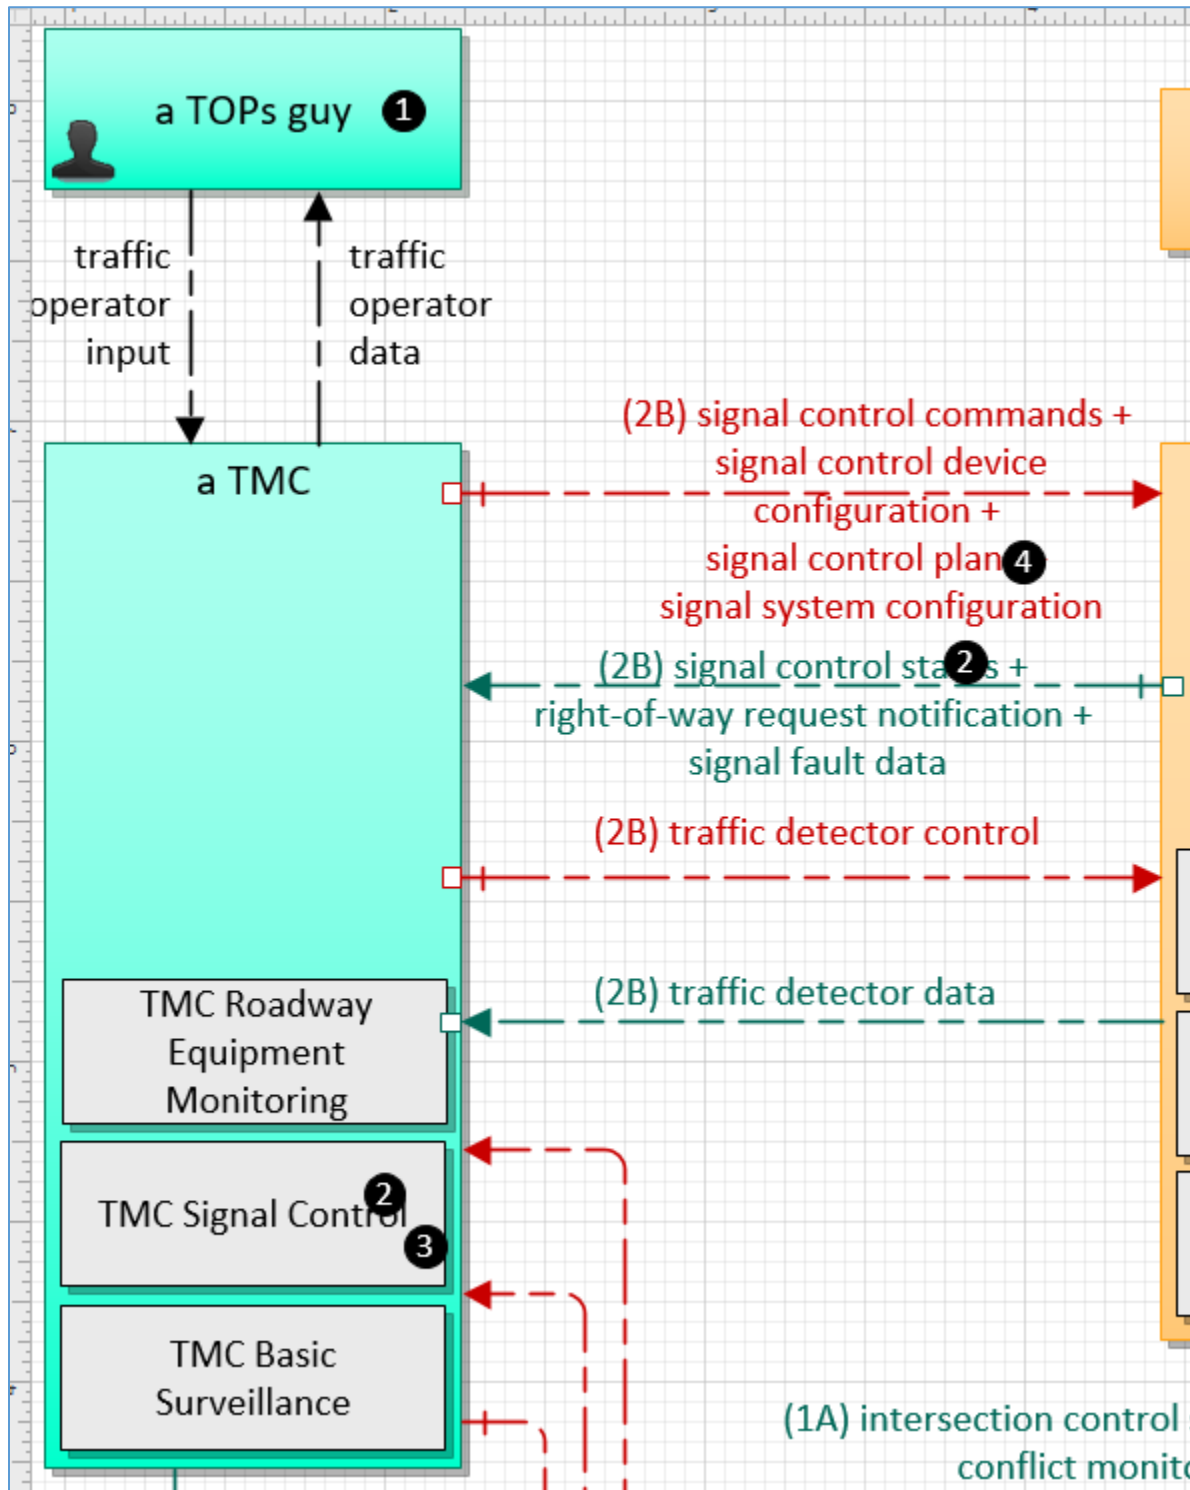 a TOPs guy 1
traffic
operator
input
traffic
operator
data
a TMC
(2B) signal control commands +
signal control device
configuration +
signal control plan 4
signal system configuration
(2B) signal control sta 2 s +
right-of-way request notification +
signal fault data
(2B) traffic detector control
(2B) traffic detector data
TMC Roadway
Equipment
Monitoring
2
TMC Signal Control
3
TMC Basic
Surveillance
(1A) intersection control
conflict monit